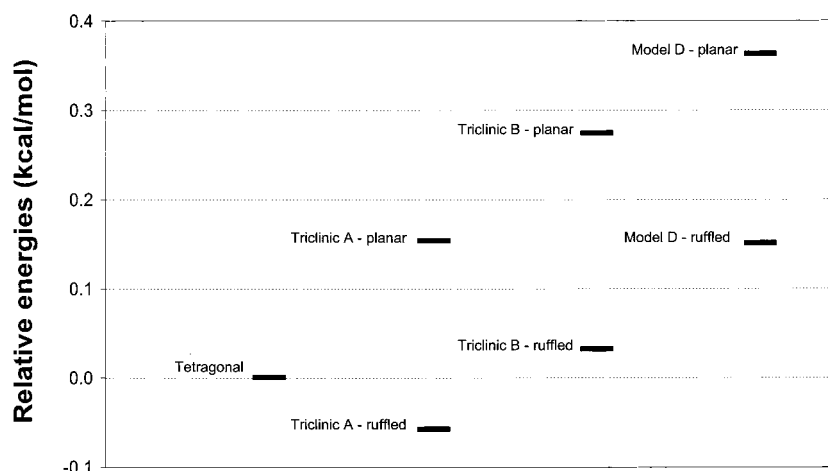 Relative energies (kcal/mol)
0.4
0.3
0.2
0.1
0.0
-0.1
Model D - planar
Triclinic B - planar
Triclinic A - planar
Model D - ruffled
Triclinic B - ruffled
Tetragonal
Triclinic A - ruffled